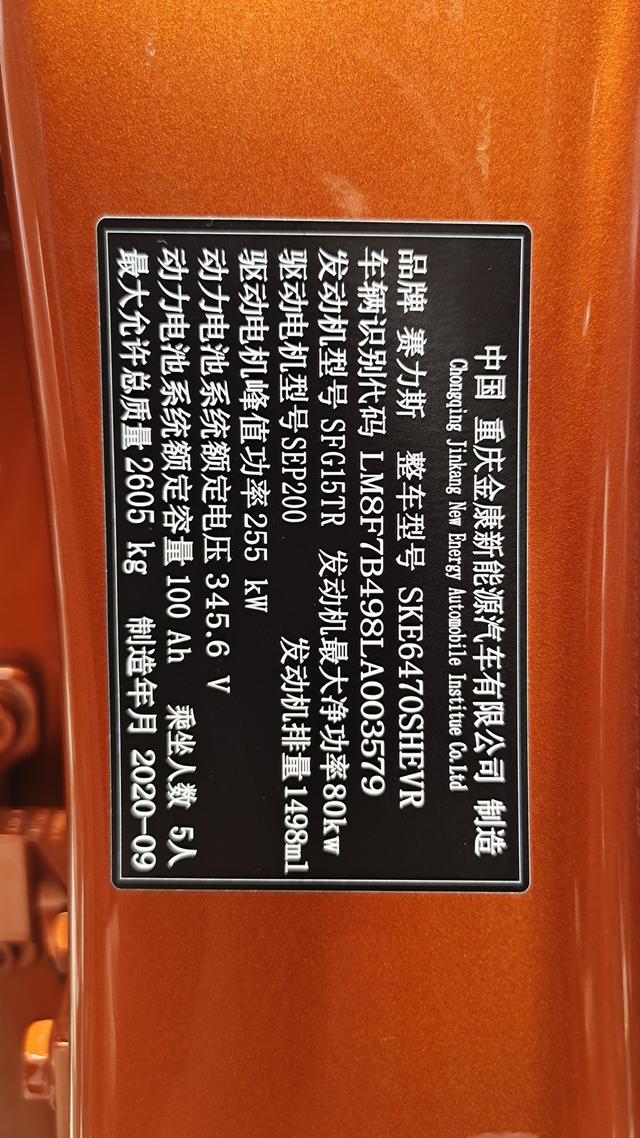 中国 重庆金康新能源汽车有限公司 制造
Chongqing Jinkang New Energy Automobile Institue Co.ltd
品牌 赛力斯 整车型号 SKE6470SHEVR
车辆识别代码 LM8F7B498LA003579
发动机型号 SFG15TR 发动机最大净功率80kw
驱动电机型号SEP200 发动机排量1498ml
驱动电机峰值功率255 kW
动力电池系统额定电压 345.6 V
动力电池系统额定容量100 Ah 乘坐人数 5人
最大允许总质量2605 kg 制造年月 2020-09